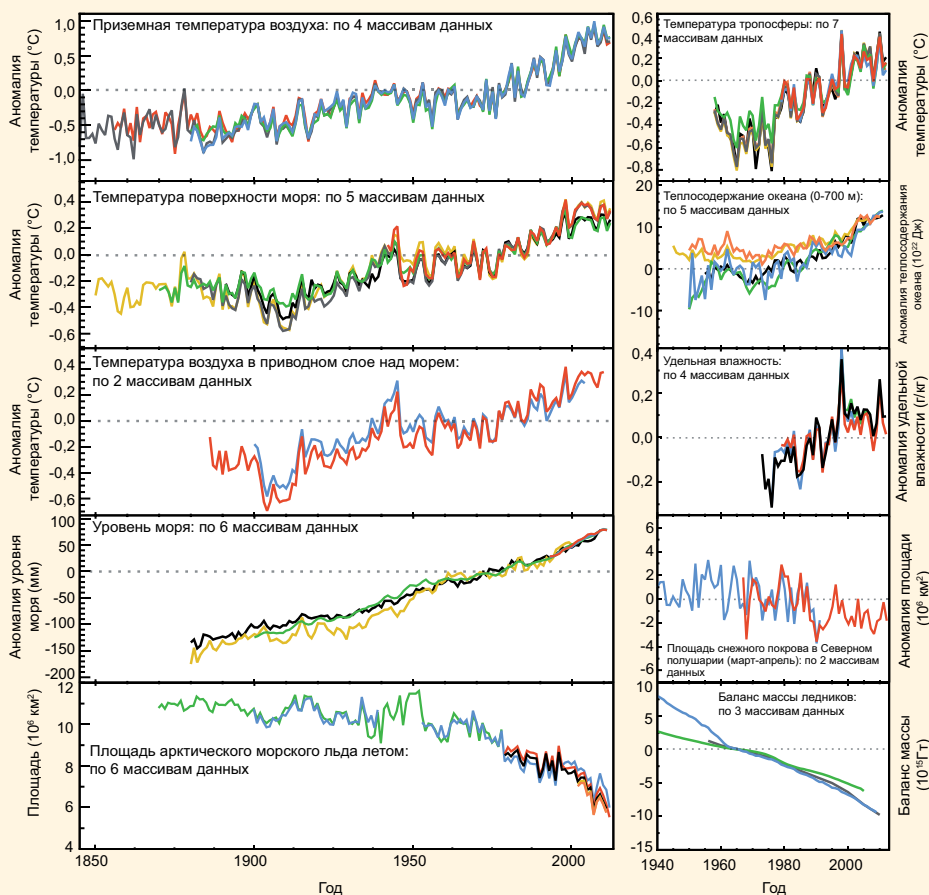 Приземная температура воздуха: по 4 массивам данных
Аномалия
температуры (°C)
1,0
0,5
0,0
-0,5
-1,0
Температура поверхности моря: по 5 массивам данных
Аномалия
температуры (°C)
0,4
0,2
0,0
-0,2
-0,4
-0,6
Температура воздуха в приводном слое над морем:
по 2 массивам данных
Аномалия
температуры (°C)
0,4
0,2
0,0
-0,2
-0,4
-0,6
Уровень моря: по 6 массивам данных
Аномалия уровня
моря (мм)
100
50
0
-50
-100
-150
-200
Площадь арктического морского льда летом:
по 6 массивам данных
Площадь (10⁶ км²)
12
10
8
6
4
1850
1900
1950
2000
Год
Температура тропосферы: по 7
массивам данных
Аномалия
температуры (°C)
0,6
0,4
0,2
0,0
-0,2
-0,4
-0,6
-0,8
Теплосодержание океана (0-700 м):
по 5 массивам данных
Аномалия теплосодержания
океана (10²² Дж)
20
10
0
-10
Удельная влажность:
по 4 массивам данных
Аномалия удельной
влажности (г/кг)
0,4
0,2
0,0
-0,2
Площадь снежного покрова в Северном
полушарии (март-апрель): по 2 массивам
данных
Аномалия площади
(10⁶ км²)
6
4
2
0
-2
-4
-6
Баланс массы ледников:
по 3 массивам данных
Баланс массы
(10¹⁵Гт)
10
5
0
-5
-10
-15
1940
1960
1980
2000
Год